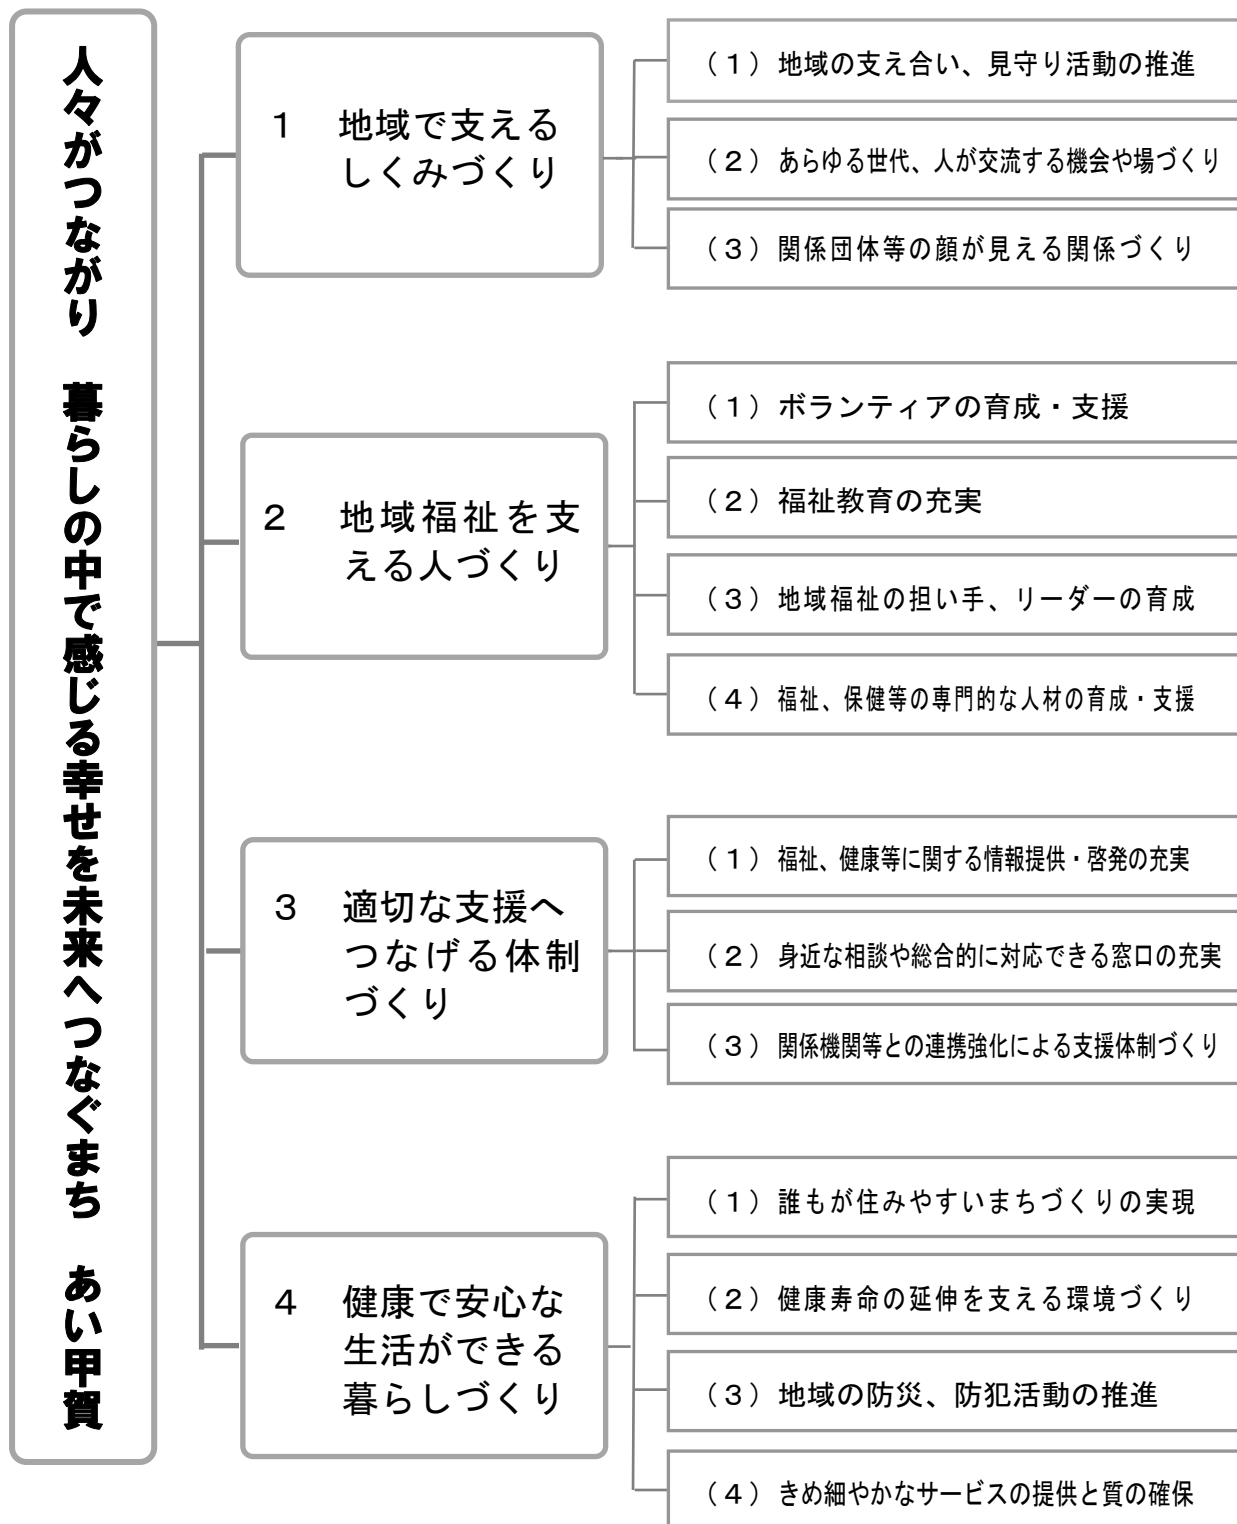 人々がつながり　暮らしの中で感じる幸せを未来へつなぐまち　あい甲賀
１　地域で支える
しくみづくり
（１）地域の支え合い、見守り活動の推進
（２）あらゆる世代、人が交流する機会や場づくり
（３）関係団体等の顔が見える関係づくり
２　地域福祉を支
える人づくり
（１）ボランティアの育成・支援
（２）福祉教育の充実
（３）地域福祉の担い手、リーダーの育成
（４）福祉、保健等の専門的な人材の育成・支援
３　適切な支援へ
つなげる体制
づくり
（１）福祉、健康等に関する情報提供・啓発の充実
（２）身近な相談や総合的に対応できる窓口の充実
（３）関係機関等との連携強化による支援体制づくり
４　健康で安心な
生活ができる
暮らしづくり
（１）誰もが住みやすいまちづくりの実現
（２）健康寿命の延伸を支える環境づくり
（３）地域の防災、防犯活動の推進
（４）きめ細やかなサービスの提供と質の確保